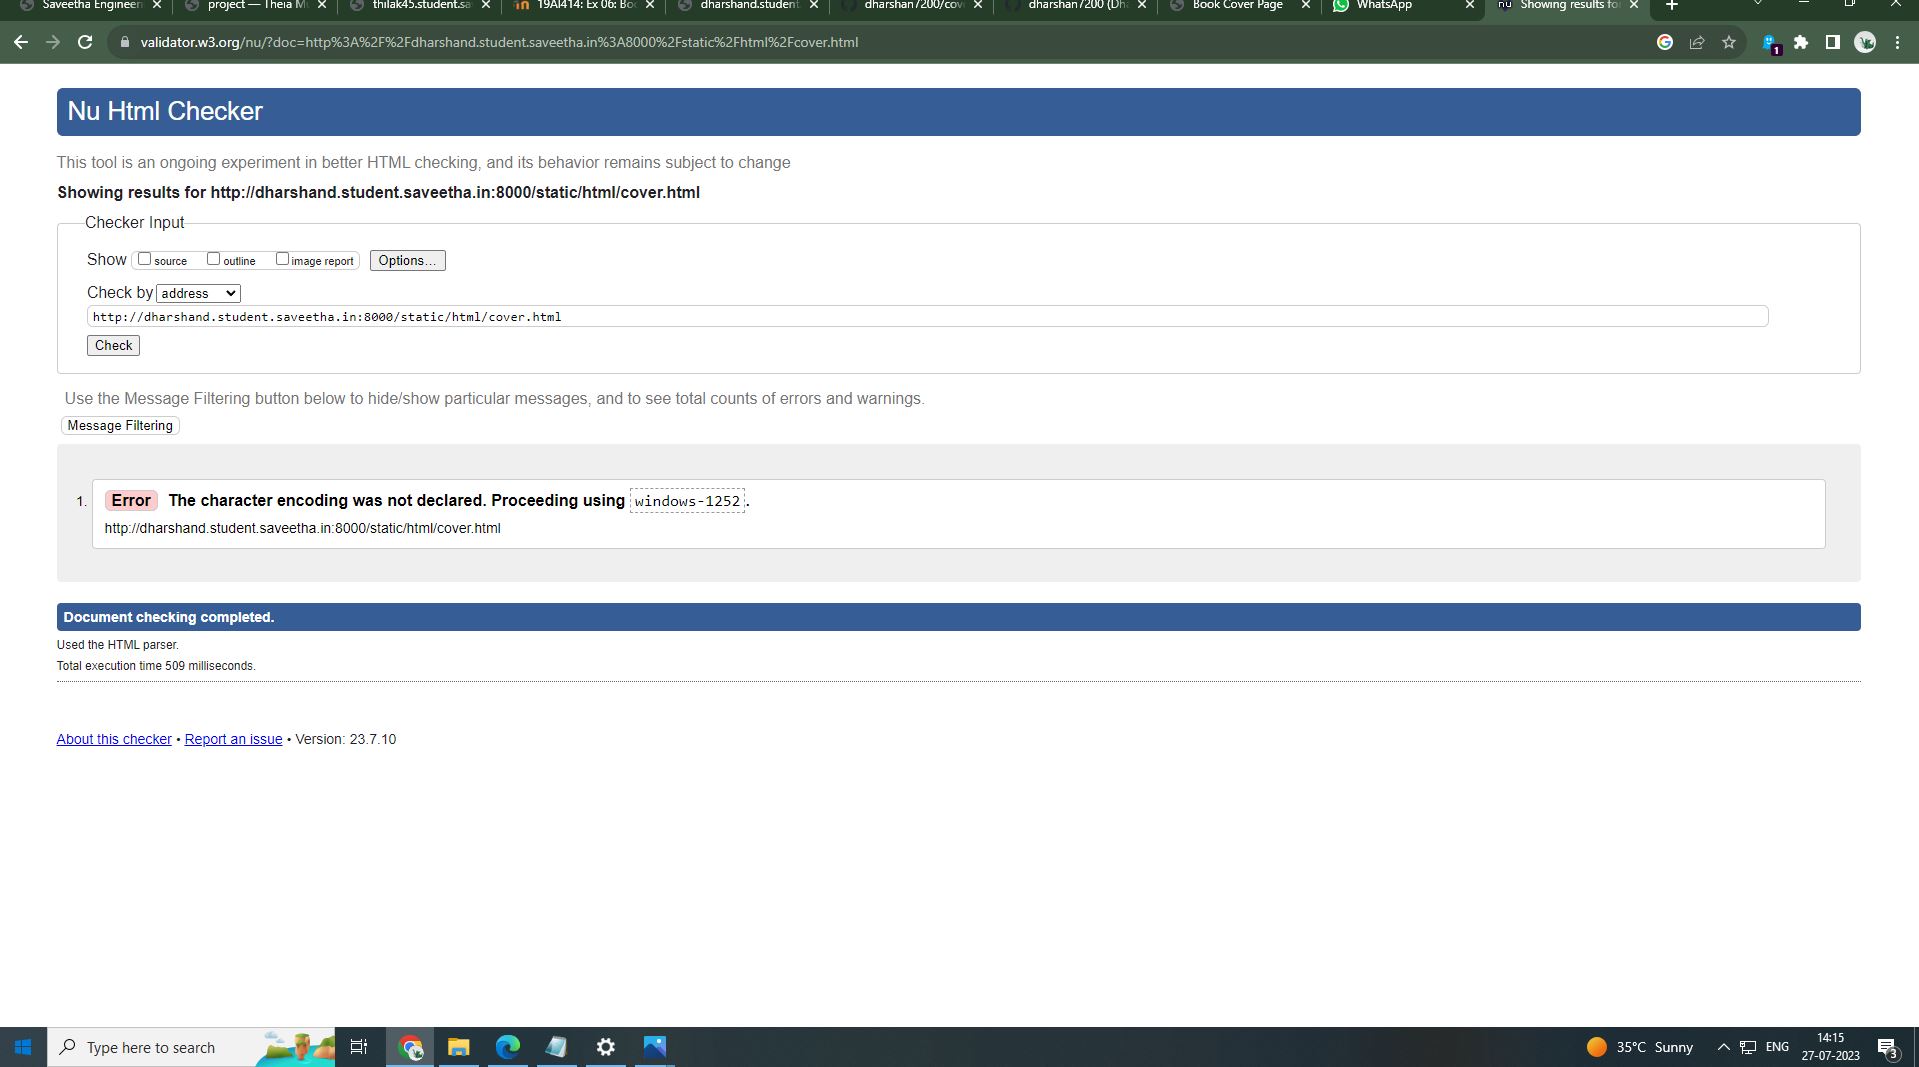 Saveetha Engineeri
project — Theia M
thilak45.student.sa
19AI414: Ex 06: Bo
dharshand.student.
dharshan7200/cov
dharshan7200 (Dha
Book Cover Page
WhatsApp
Showing results fo
validator.w3.org/nu/?doc=http%3A%2F%2Fdharshand.student.saveetha.in%3A8000%2Fstatic%2Fhtml%2Fcover.html
1
Nu Html Checker
This tool is an ongoing experiment in better HTML checking, and its behavior remains subject to change
Showing results for http://dharshand.student.saveetha.in:8000/static/html/cover.html
Checker Input
Show source outline image report Options...
Check by address
http://dharshand.student.saveetha.in:8000/static/html/cover.html
Check
Use the Message Filtering button below to hide/show particular messages, and to see total counts of errors and warnings.
Message Filtering
1. Error The character encoding was not declared. Proceeding using windows-1252.
http://dharshand.student.saveetha.in:8000/static/html/cover.html
Document checking completed.
Used the HTML parser.
Total execution time 509 milliseconds.
About this checker • Report an issue • Version: 23.7.10
Type here to search
35°C Sunny
ENG
14:15
27-07-2023
3